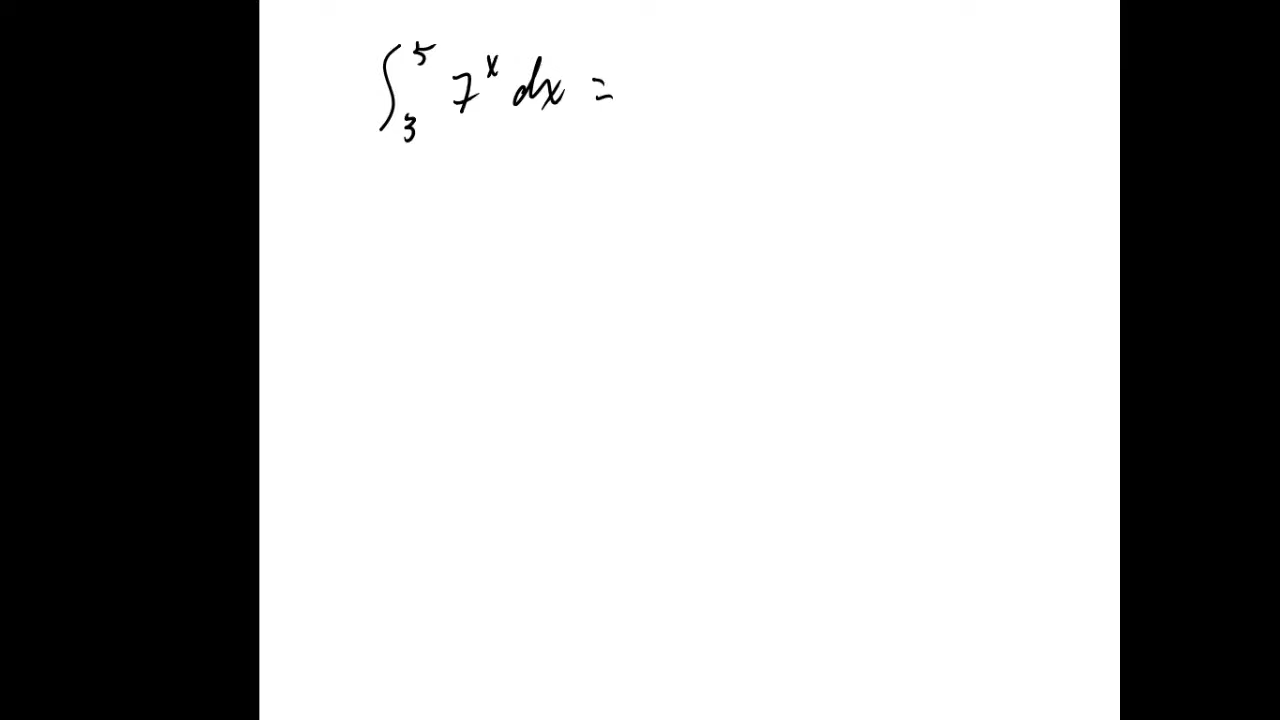 ∫₃⁵ 7ˣ dx =